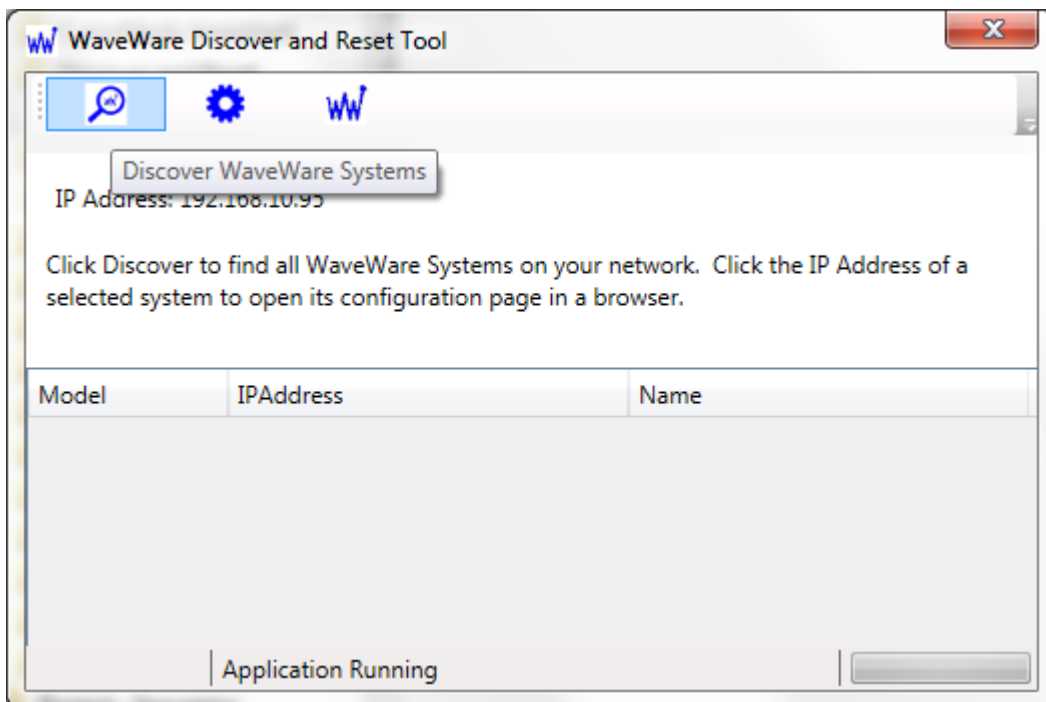 WaveWare Discover and Reset Tool
Discover WaveWare Systems
IP Address: 192.168.10.95
Click Discover to find all WaveWare Systems on your network.  Click the IP Address of a
selected system to open its configuration page in a browser.
Model IPAddress Name
Application Running